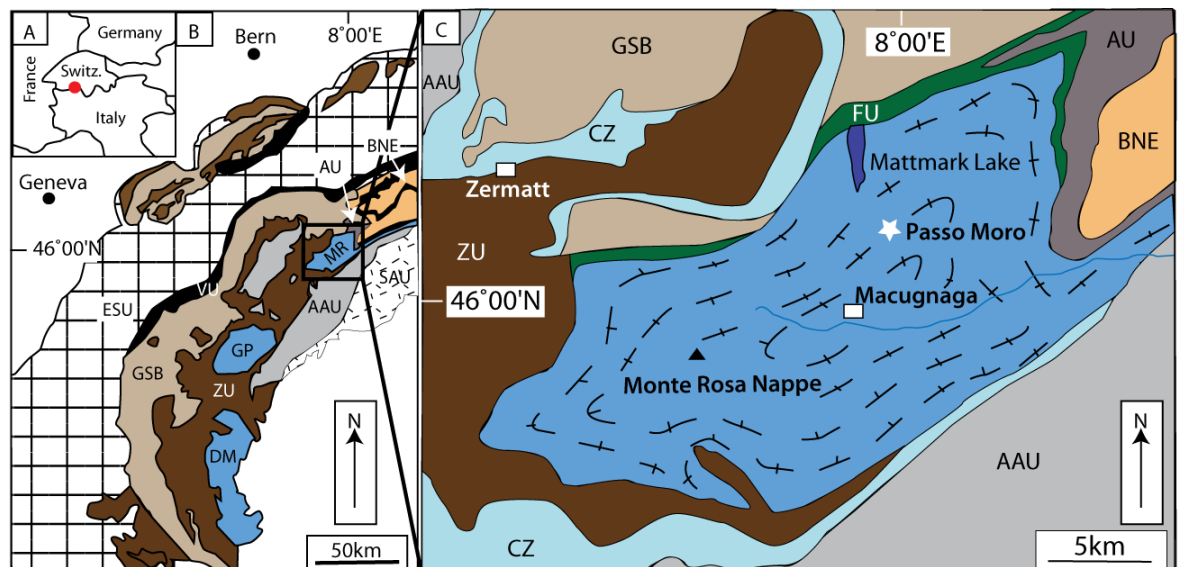 A
Germany
France
Switz.
Italy
B
Bern
8°00'E
Geneva
AU
BNE
46°00'N
MR
SAU
VU
ESU
AAU
GSB
GP
ZU
DM
N
50km
C
8°00'E
GSB
AU
AAU
CZ
FU
BNE
Mattmark Lake
Zermatt
Passo Moro
ZU
46°00'N
Macugnaga
Monte Rosa Nappe
AAU
N
CZ
5km